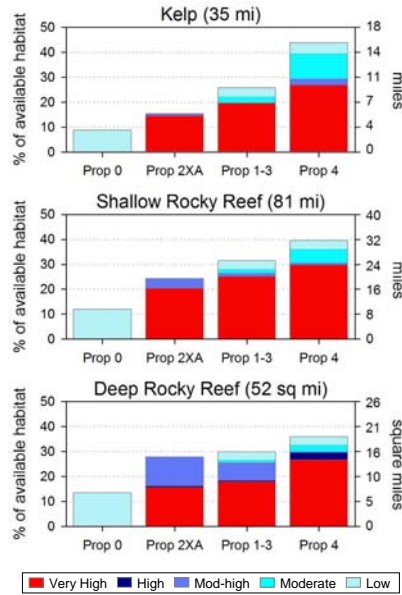 Kelp (35 mi)
% of available habitat
50
40
30
20
10
0
18
14
11
7
4
0
miles
Prop 0 Prop 2XA Prop 1-3 Prop 4
Shallow Rocky Reef (81 mi)
% of available habitat
50
40
30
20
10
0
40
32
24
16
8
0
miles
Prop 0 Prop 2XA Prop 1-3 Prop 4
Deep Rocky Reef (52 sq mi)
% of available habitat
50
40
30
20
10
0
26
21
16
10
5
0
square miles
Prop 0 Prop 2XA Prop 1-3 Prop 4
Very High High Mod-high Moderate Low